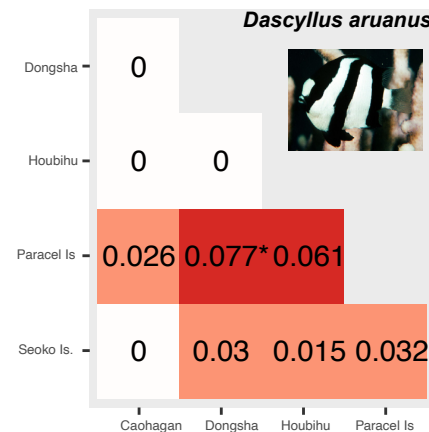 Dascyllus aruanus
Dongsha 0
Houbihu 0 0
Paracel Is 0.026 0.077* 0.061
Seoko Is. 0 0.03 0.015 0.032
Caohagan Dongsha Houbihu Paracel Is